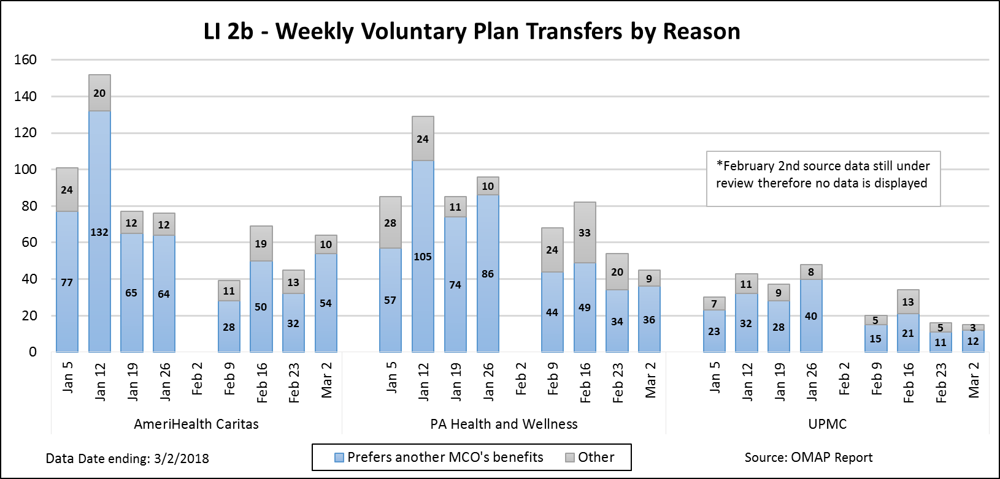 LI 2b - Weekly Voluntary Plan Transfers by Reason
160
140
120
100
80
60
40
20
0
*February 2nd source data still under
review therefore no data is displayed
24 20 12 12 11 19 13 10
77 132 65 64 28 50 32 54
28 24 11 10 24 33 20 9
57 105 74 86 44 49 34 36
7 11 9 8 5 13 5 3
23 32 28 40 15 21 11 12
Jan 5 Jan 12 Jan 19 Jan 26 Feb 2 Feb 9 Feb 16 Feb 23 Mar 2
Jan 5 Jan 12 Jan 19 Jan 26 Feb 2 Feb 9 Feb 16 Feb 23 Mar 2
Jan 5 Jan 12 Jan 19 Jan 26 Feb 2 Feb 9 Feb 16 Feb 23 Mar 2
AmeriHealth Caritas PA Health and Wellness UPMC
Data Date ending: 3/2/2018
Prefers another MCO's benefits Other
Source: OMAP Report